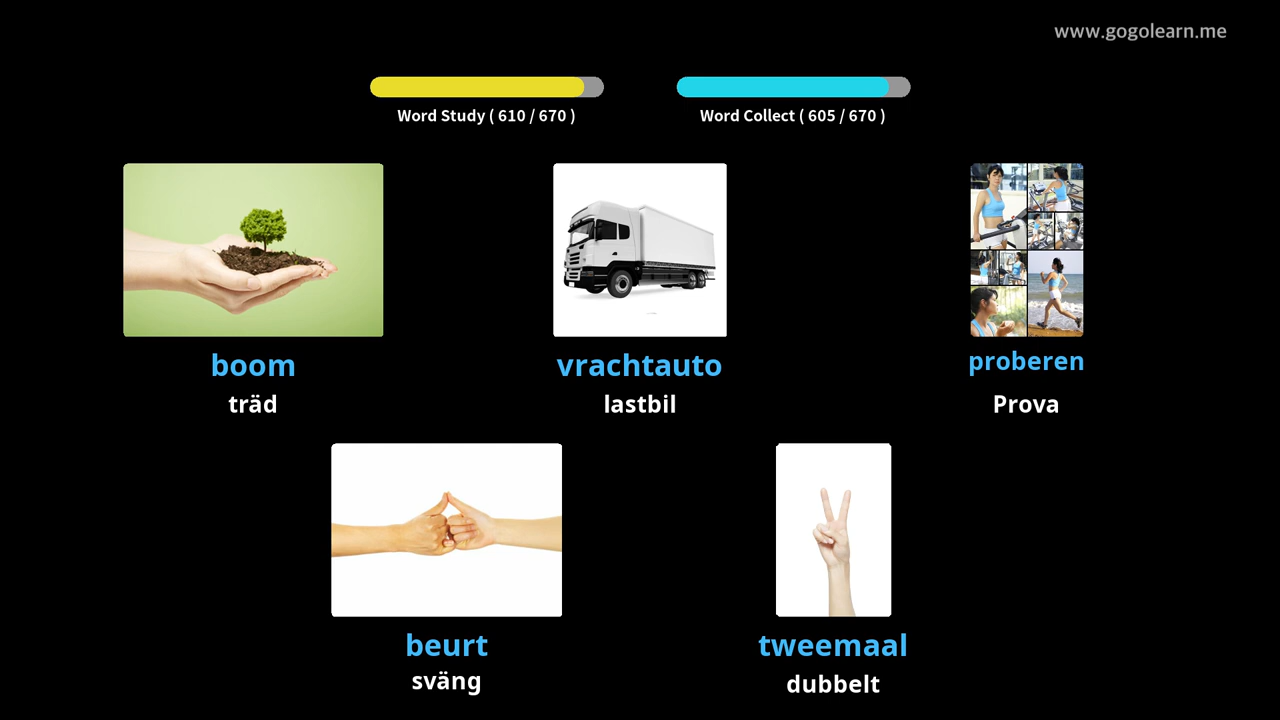 www.gogolearn.me
Word Study ( 610 / 670 )
Word Collect ( 605 / 670 )
boom
träd
vrachtauto
lastbil
proberen
Prova
beurt
sväng
tweemaal
dubbelt